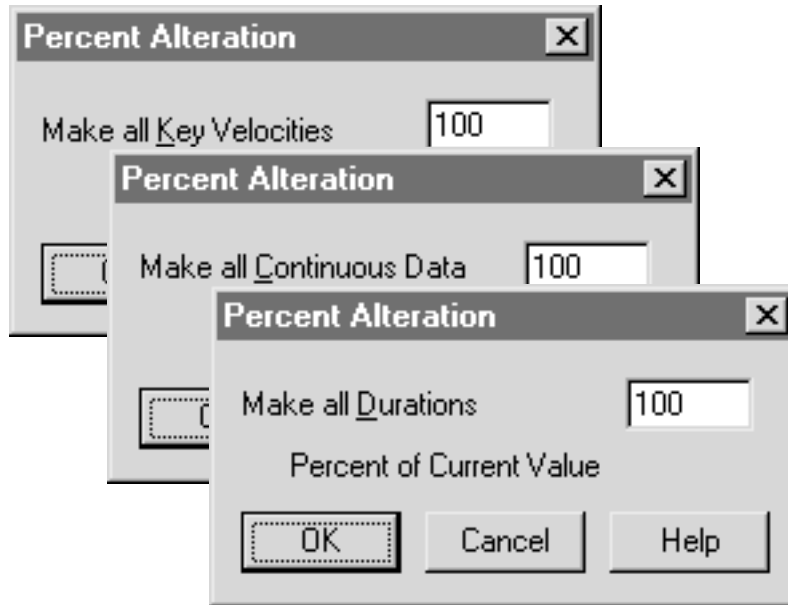 Percent Alteration
Make all Key Velocities 100
Percent Alteration
Make all Continuous Data 100
Percent Alteration
Make all Durations 100
Percent of Current Value
OK Cancel Help